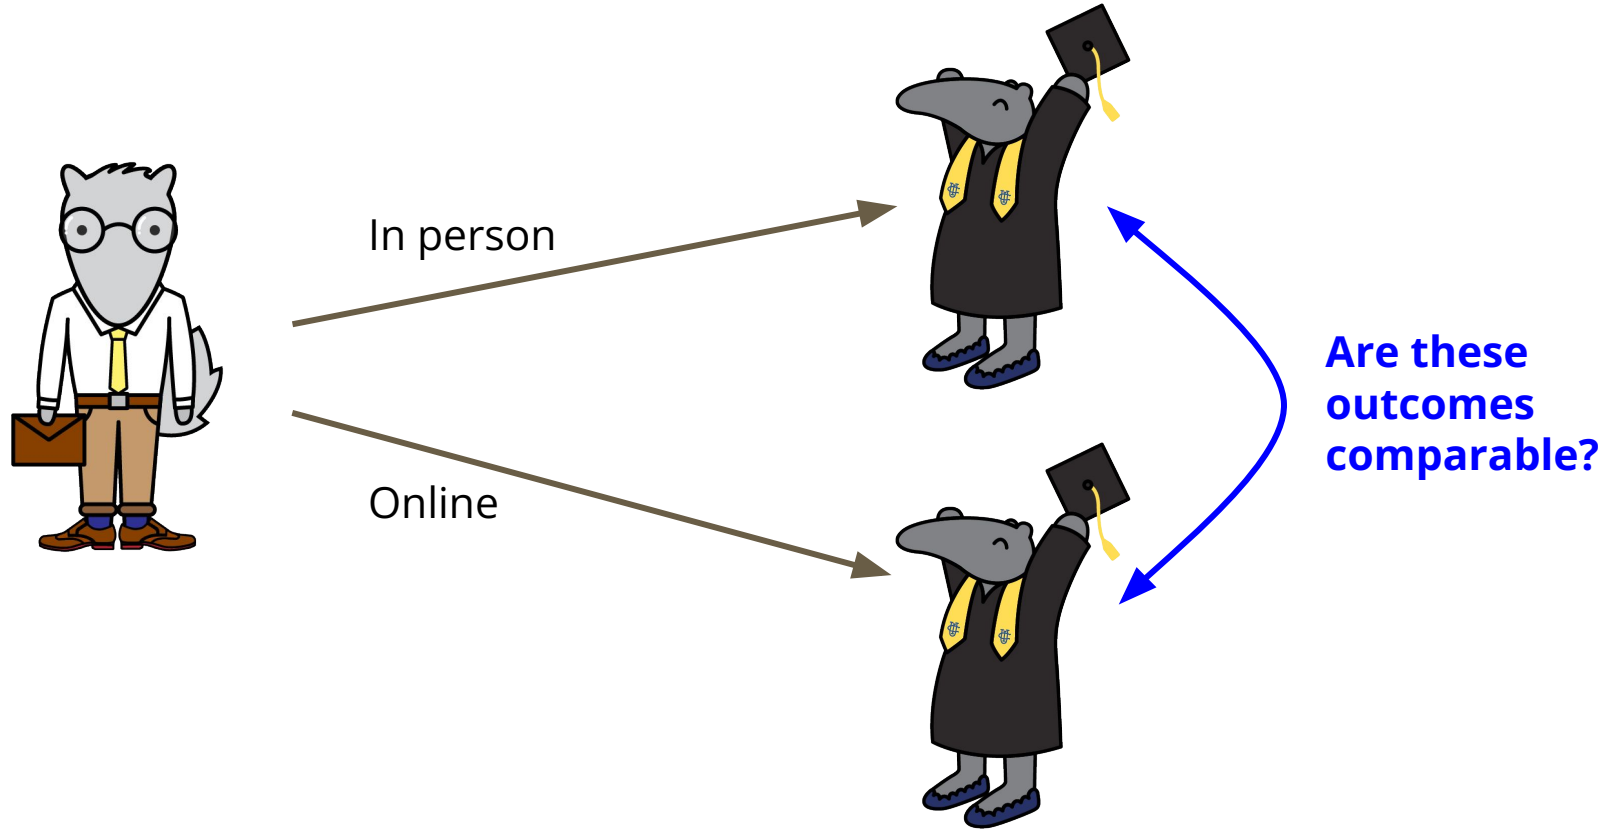 In person
Online
Are these
outcomes
comparable?